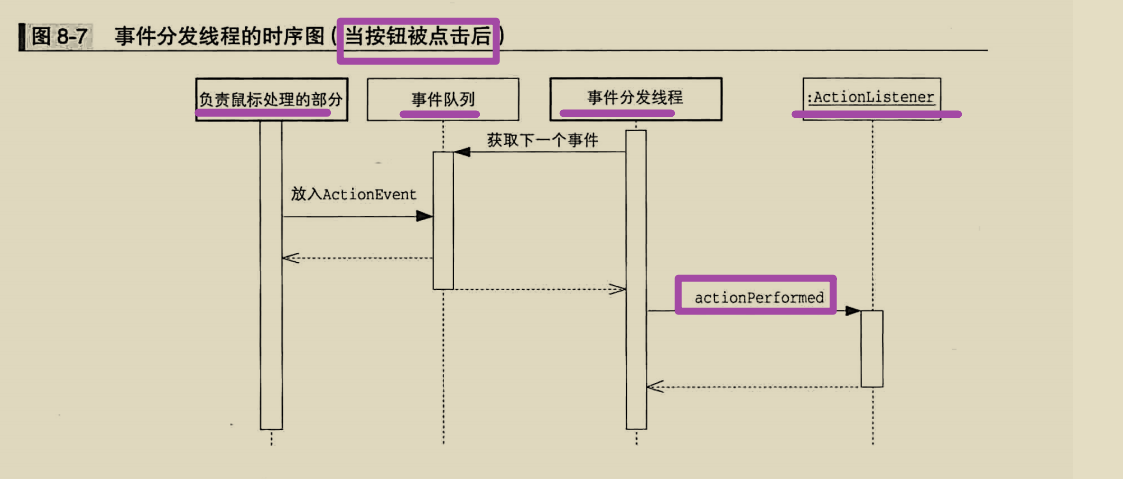 图 8-7 事件分发线程的时序图(当按钮被点击后)
负责鼠标处理的部分
事件队列
事件分发线程
:ActionListener
获取下一个事件
放入ActionEvent
actionPerformed